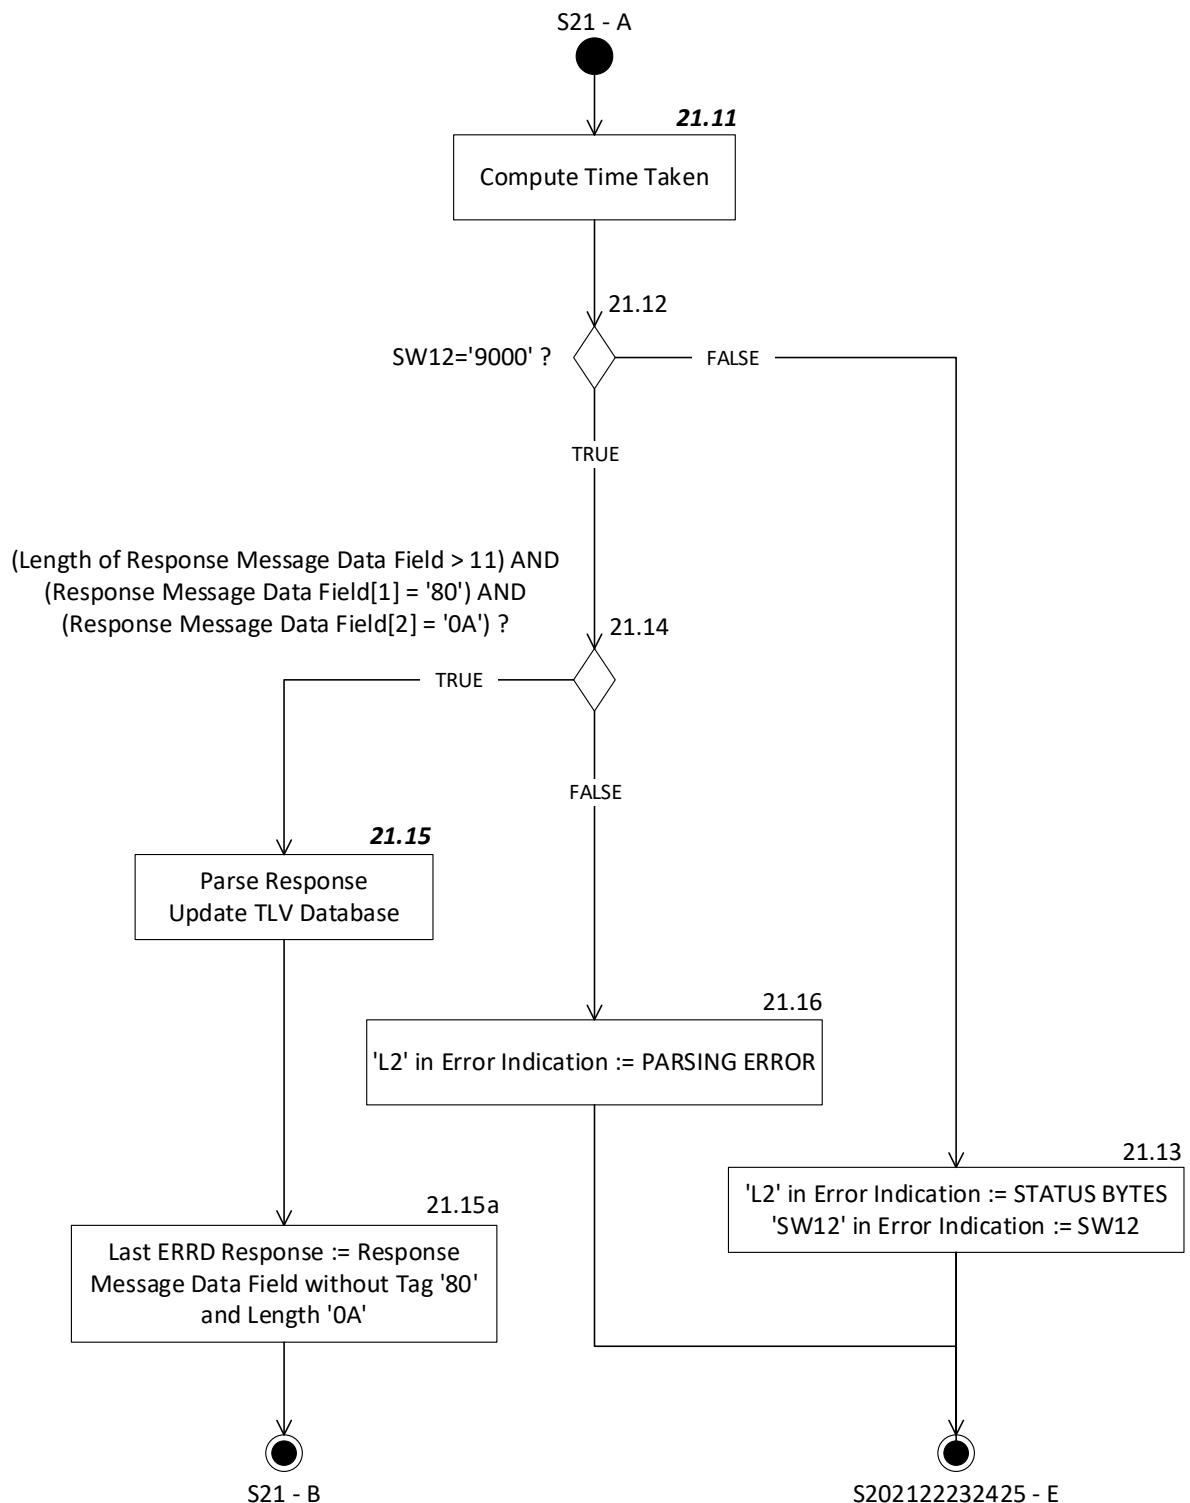 S21 - A
21.11
Compute Time Taken
21.12
SW12='9000' ?
FALSE
TRUE
(Length of Response Message Data Field > 11) AND
(Response Message Data Field[1] = '80') AND
(Response Message Data Field[2] = '0A') ?
21.14
TRUE
FALSE
21.15
Parse Response
Update TLV Database
21.16
'L2' in Error Indication := PARSING ERROR
21.13
'L2' in Error Indication := STATUS BYTES
'SW12' in Error Indication := SW12
21.15a
Last ERRD Response := Response
Message Data Field without Tag '80'
and Length '0A'
S21 - B
S202122232425 - E